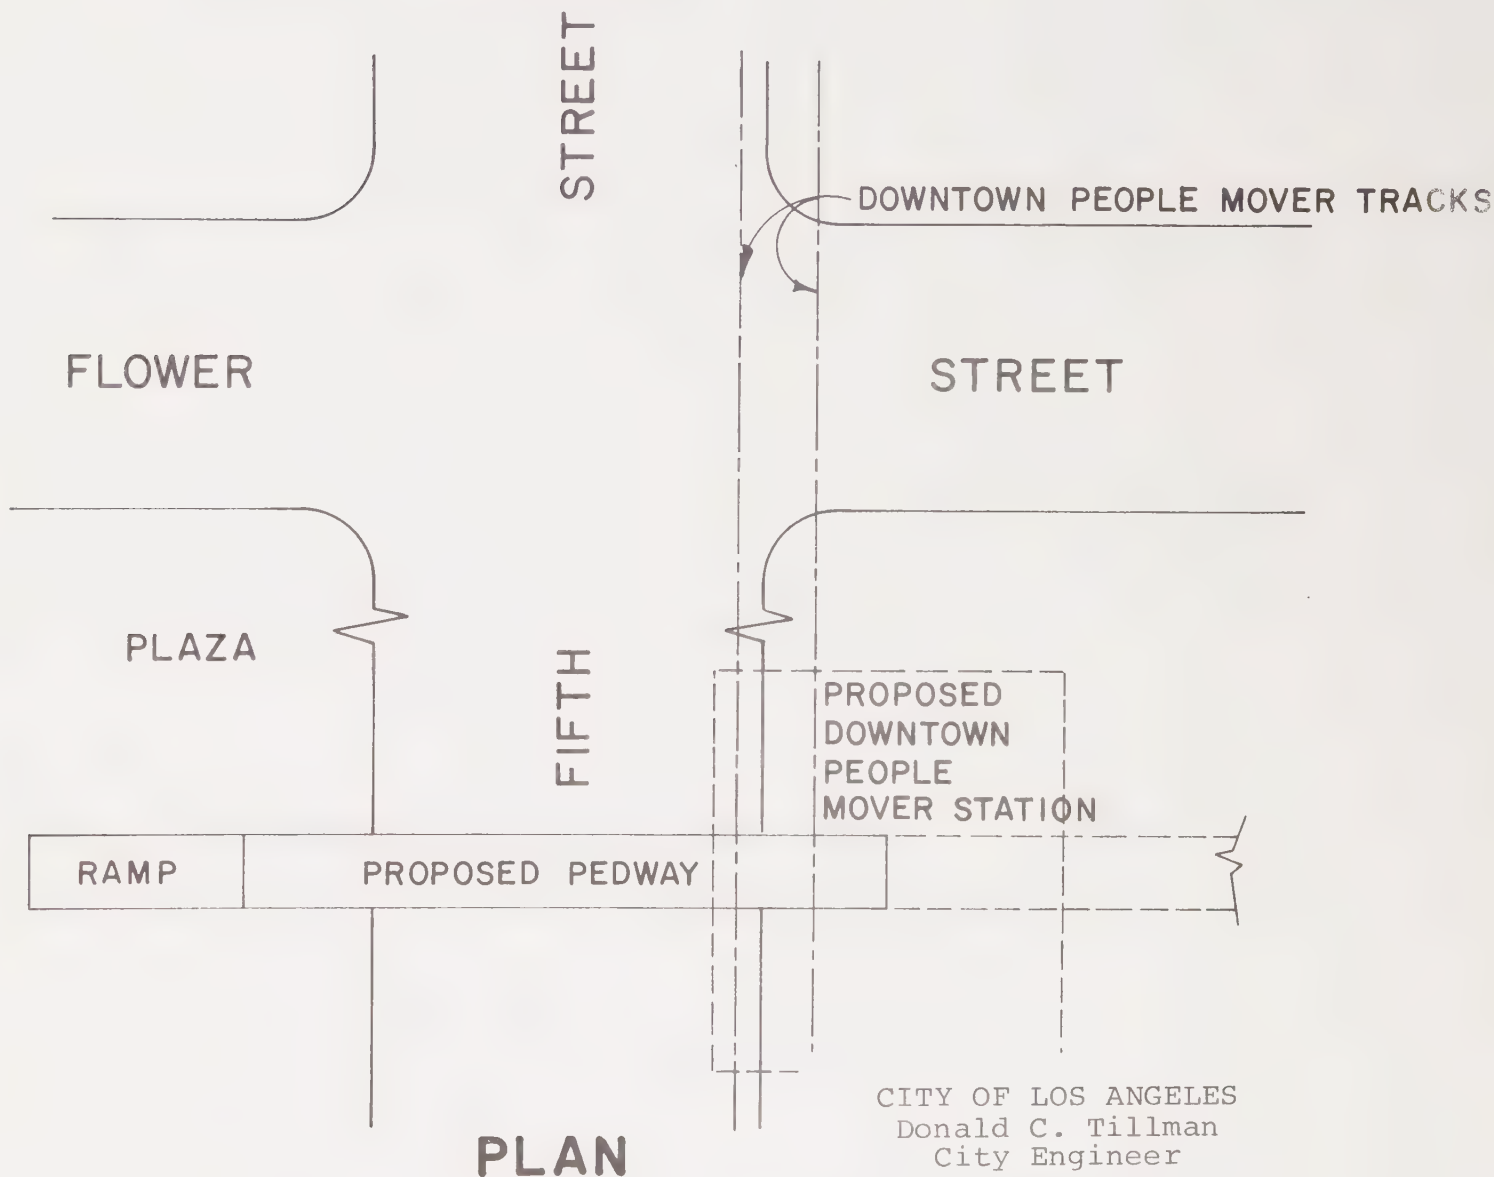 STREET
DOWNTOWN PEOPLE MOVER TRACKS
FLOWER
STREET
PLAZA
FIFTH
PROPOSED
DOWNTOWN
PEOPLE
MOVER STATION
RAMP
PROPOSED PEDWAY
PLAN
CITY OF LOS ANGELES
Donald C. Tillman
City Engineer